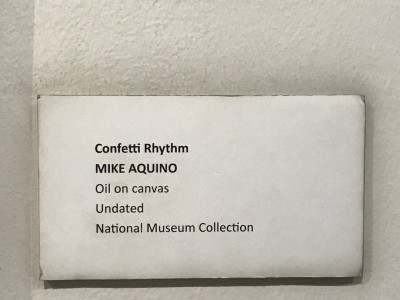 Confetti Rhythm
MIKE AQUINO
Oil on canvas
Undated
National Museum Collection